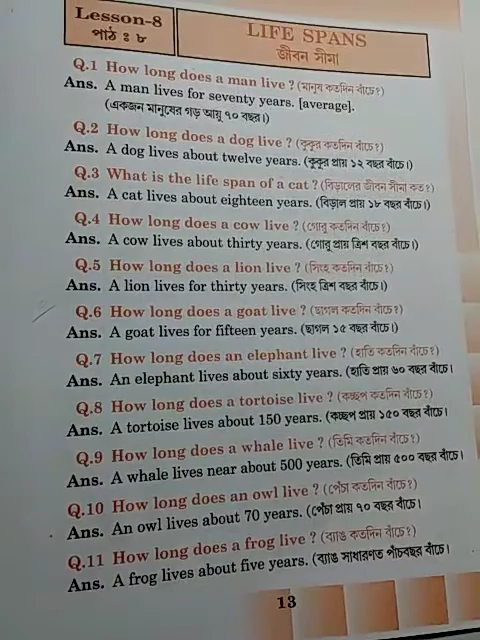 Lesson-8
পাঠ : ৮
LIFE SPANS
জীবন সীমা
Q.1 How long does a man live ? (মানুষ কতদিন বাঁচে?)
Ans. A man lives for seventy years. [average].
(একজন মানুষের গড় আয়ু ৭০ বছর।)
Q.2 How long does a dog live ? (কুকুর কতদিন বাঁচে?)
Ans. A dog lives about twelve years. (কুকুর প্রায় ১২ বছর বাঁচে।)
Q.3 What is the life span of a cat ? (বিড়ালের জীবন সীমা কত?)
Ans. A cat lives about eighteen years. (বিড়াল প্রায় ১৮ বছর বাঁচে।)
Q.4 How long does a cow live ? (গোরু কতদিন বাঁচে?)
Ans. A cow lives about thirty years. (গোরু প্রায় ত্রিশ বছর বাঁচে।)
Q.5 How long does a lion live ? (সিংহ কতদিন বাঁচে?)
Ans. A lion lives for thirty years. (সিংহ ত্রিশ বছর বাঁচে।)
Q.6 How long does a goat live ? (ছাগল কতদিন বাঁচে?)
Ans. A goat lives for fifteen years. (ছাগল ১৫ বছর বাঁচে।)
Q.7 How long does an elephant live ? (হাতি কতদিন বাঁচে?)
Ans. An elephant lives about sixty years. (হাতি প্রায় ৬০ বছর বাঁচে।
Q.8 How long does a tortoise live ? (কচ্ছপ কতদিন বাঁচে?)
Ans. A tortoise lives about 150 years. (কচ্ছপ প্রায় ১৫০ বছর বাঁচে।
Q.9 How long does a whale live ? (তিমি কতদিন বাঁচে?)
Ans. A whale lives near about 500 years. (তিমি প্রায় ৫০০ বছর বাঁচে।
Q.10 How long does an owl live ? (পেঁচা কতদিন বাঁচে?)
Ans. An owl lives about 70 years. (পেঁচা প্রায় ৭০ বছর বাঁচে।
Q.11 How long does a frog live ? (ব্যাঙ কতদিন বাঁচে?)
Ans. A frog lives about five years. (ব্যাঙ সাধারণত পাঁচবছর বাঁচে।
13